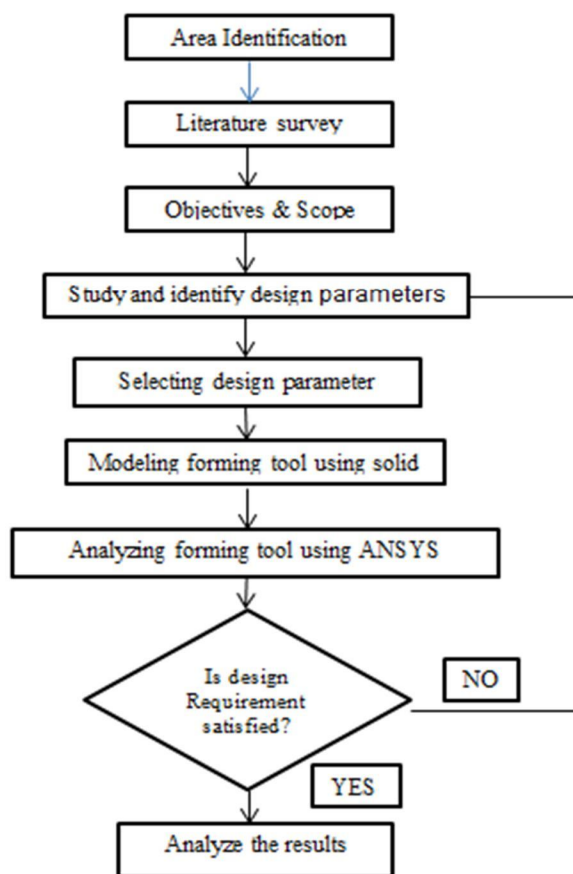 Area Identification
Literature survey
Objectives & Scope
Study and identify design parameters
Selecting design parameter
Modeling forming tool using solid
Analyzing forming tool using ANSYS
Is design
Requirement
satisfied?
NO
YES
Analyze the results